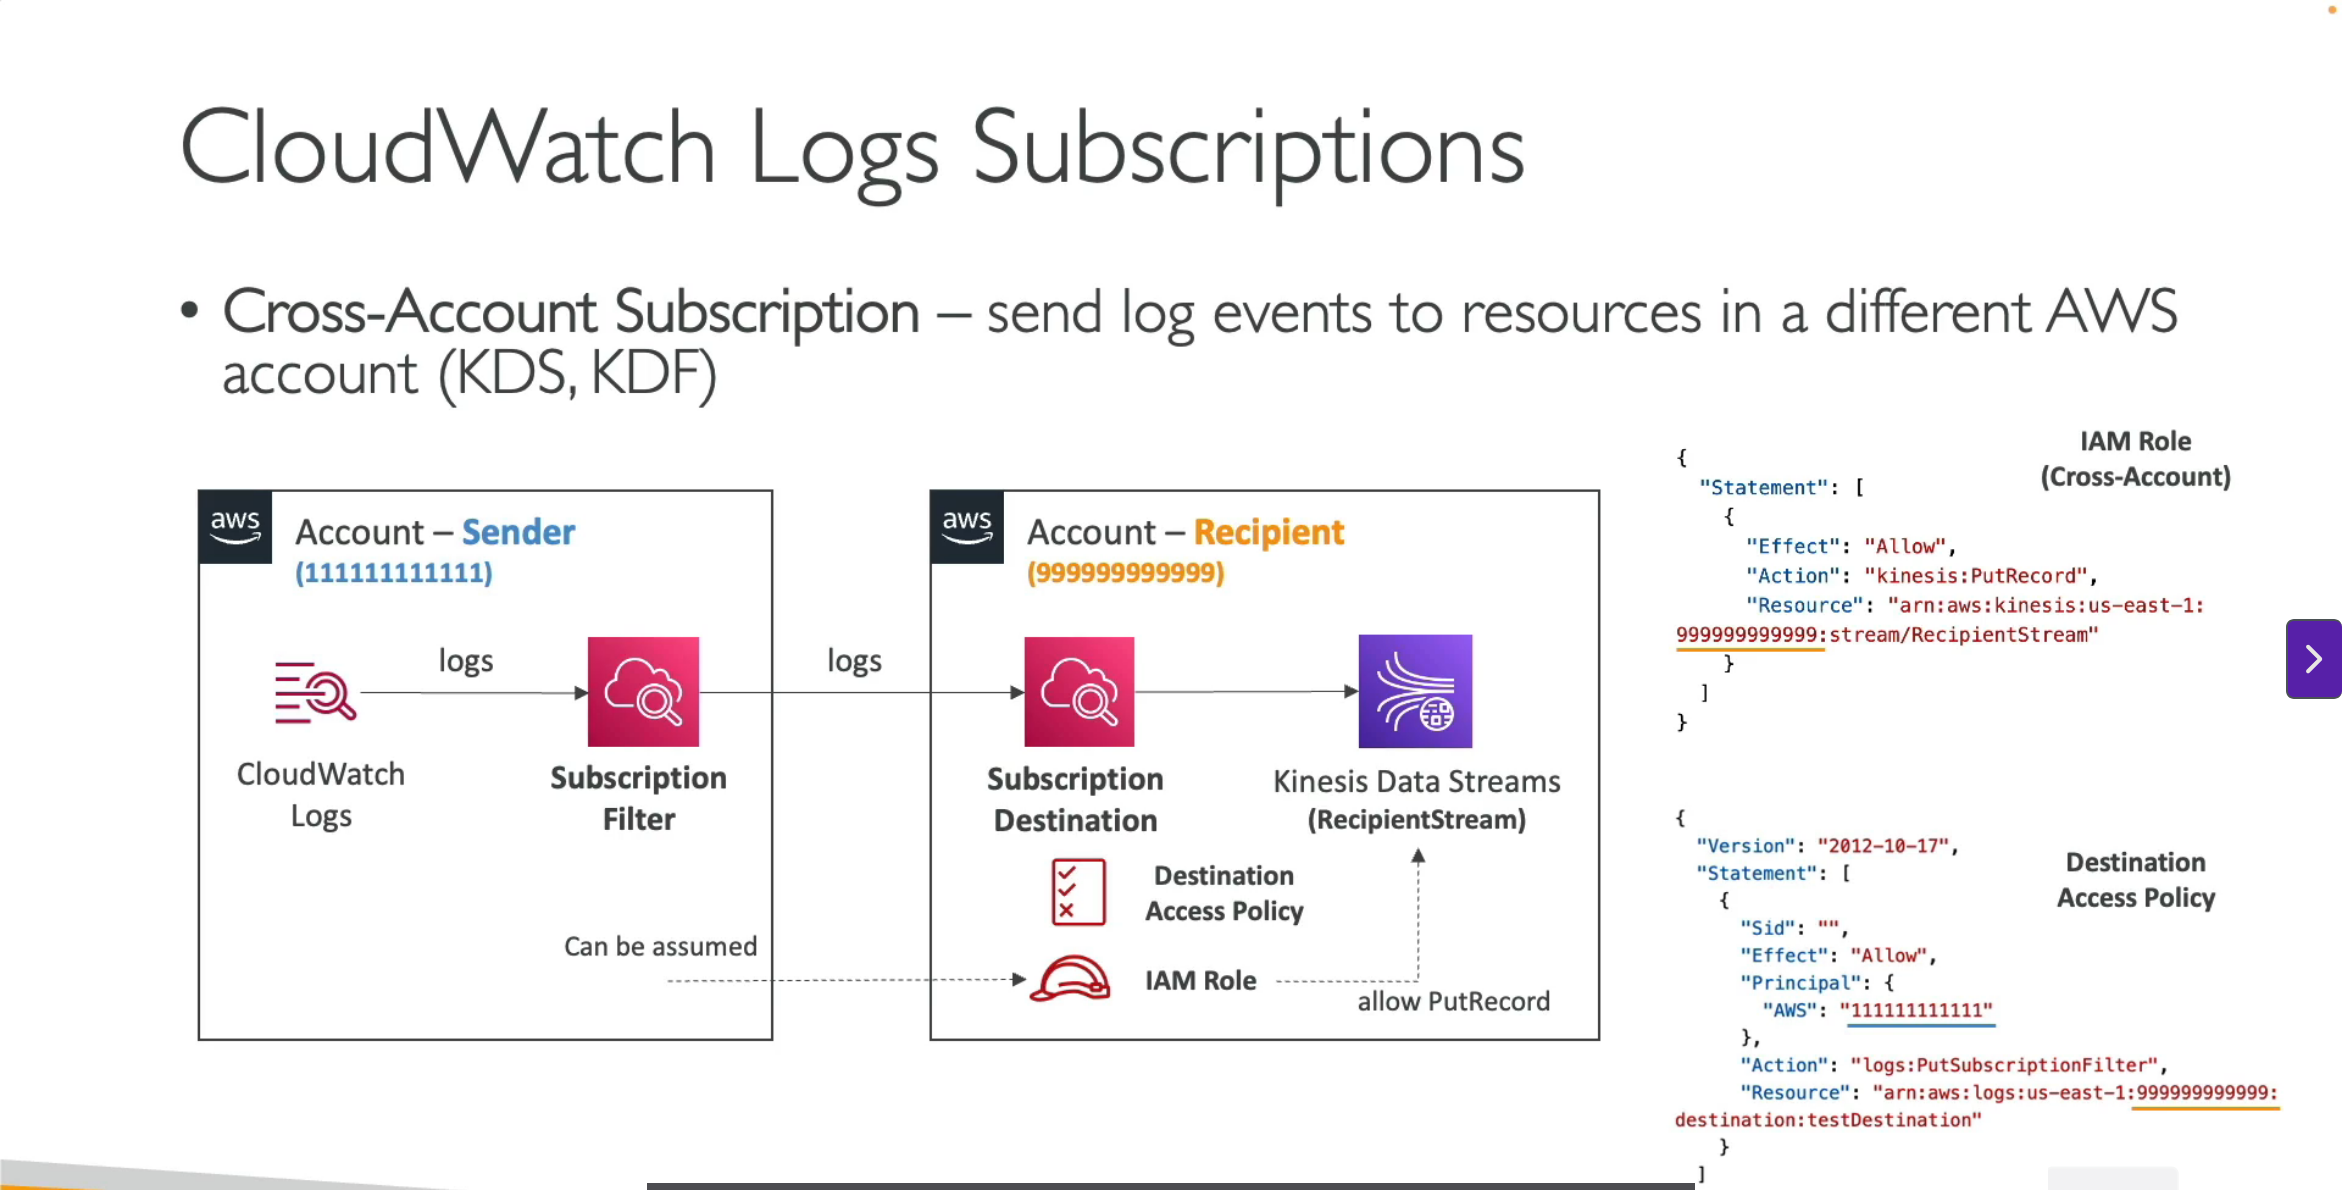 CloudWatch Logs Subscriptions
• Cross-Account Subscription – send log events to resources in a different AWS
account (KDS, KDF)
aws
Account – Sender
(111111111111)
logs
CloudWatch
Logs
Subscription
Filter
Can be assumed
logs
aws
Account – Recipient
(999999999999)
Subscription
Destination
Kinesis Data Streams
(RecipientStream)
Destination
Access Policy
IAM Role
allow PutRecord
IAM Role
(Cross-Account)
{
"Statement": [
{
"Effect": "Allow",
"Action": "kinesis:PutRecord",
"Resource": "arn:aws:kinesis:us-east-1:
999999999999:stream/RecipientStream"
}
]
}
Destination
Access Policy
{
"Version": "2012-10-17",
"Statement": [
{
"Sid": "",
"Effect": "Allow",
"Principal": {
"AWS": "111111111111"
},
"Action": "logs:PutSubscriptionFilter",
"Resource": "arn:aws:logs:us-east-1:999999999999:
destination:testDestination"
}
]